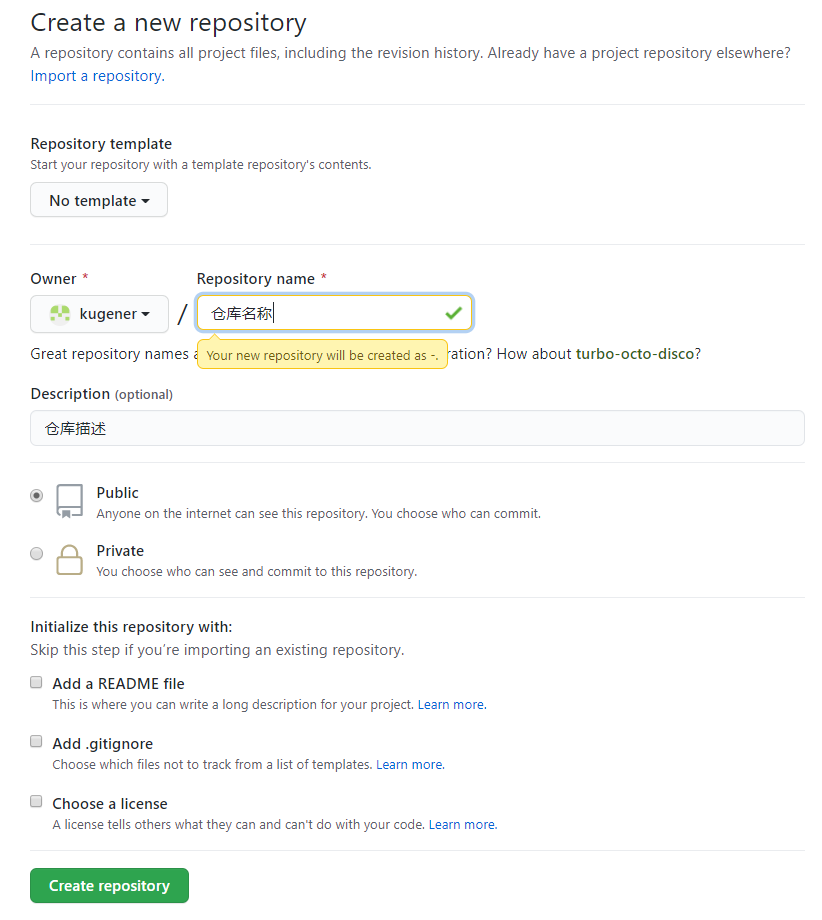 Create a new repository
A repository contains all project files, including the revision history. Already have a project repository elsewhere?
Import a repository.
Repository template
Start your repository with a template repository's contents.
No template
Owner * Repository name *
kugener / 仓库名称
Your new repository will be created as -.
Great repository names ration? How about turbo-octo-disco?
Description (optional)
仓库描述
Public
Anyone on the internet can see this repository. You choose who can commit.
Private
You choose who can see and commit to this repository.
Initialize this repository with:
Skip this step if you’re importing an existing repository.
Add a README file
This is where you can write a long description for your project. Learn more.
Add .gitignore
Choose which files not to track from a list of templates. Learn more.
Choose a license
A license tells others what they can and can't do with your code. Learn more.
Create repository